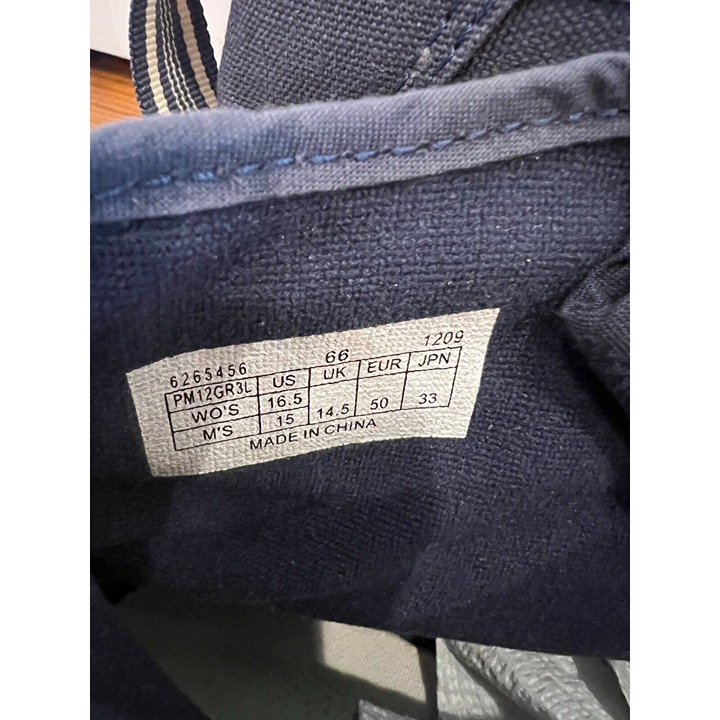 6265456 66 1209
PM12GR3L US UK EUR JPN
WO'S 16.5
M'S 15 14.5 50 33
MADE IN CHINA